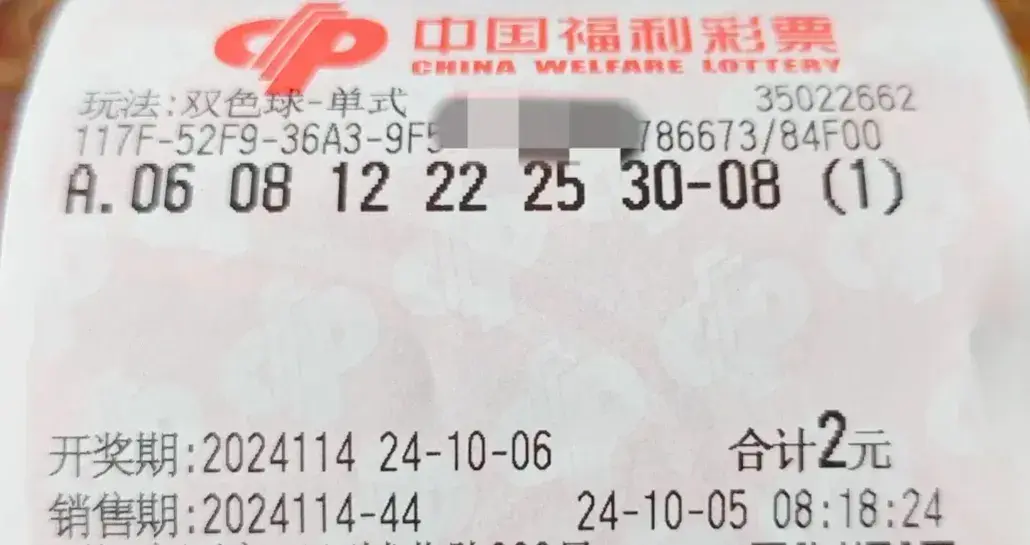 中国福利彩票
CHINA WELFARE LOTTERY
玩法:双色球-单式 35022662
117F-52F9-36A3-9F5 786673/84F00
A.06 08 12 22 25 30-08 (1)
开奖期:2024114 24-10-06 合计2元
销售期:2024114-44 24-10-05 08:18:24